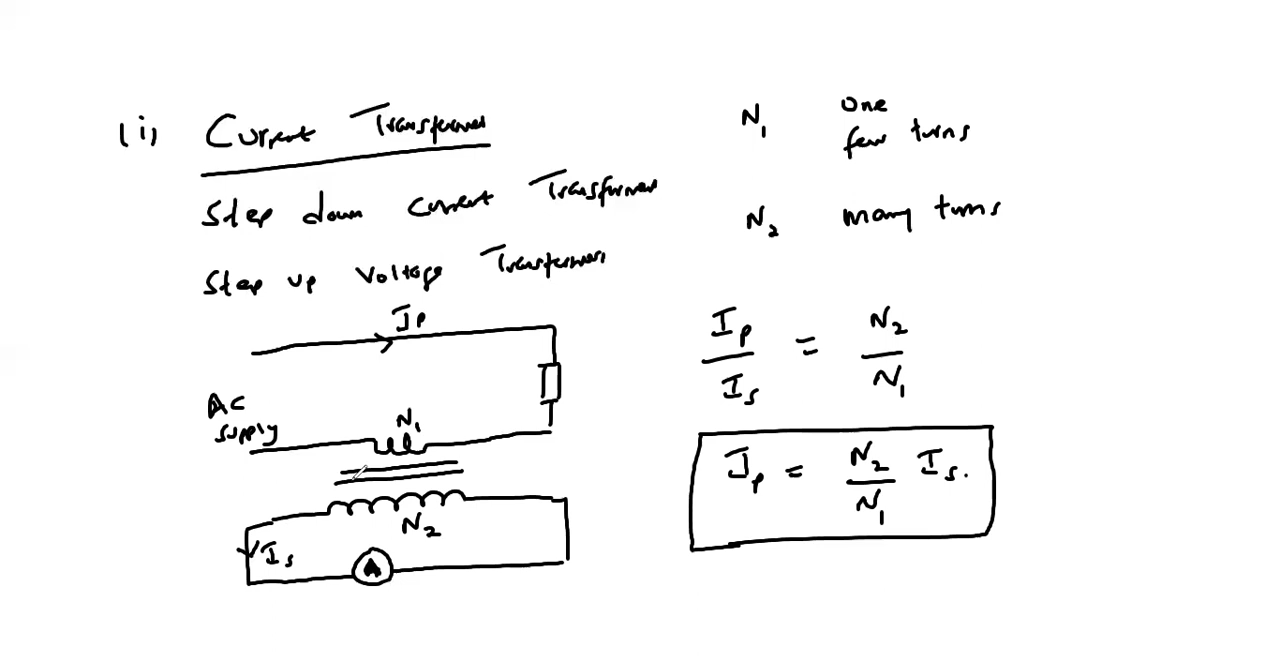 (i) Current Transformer
Step down current Transformer
Step up Voltage Transformer
N₁ one
few turns
N₂ many turns
Ip
AC
supply
N₁
N₂
Is
A
Ip / Is = N₂ / N₁
Ip = N₂ / N₁ Is.